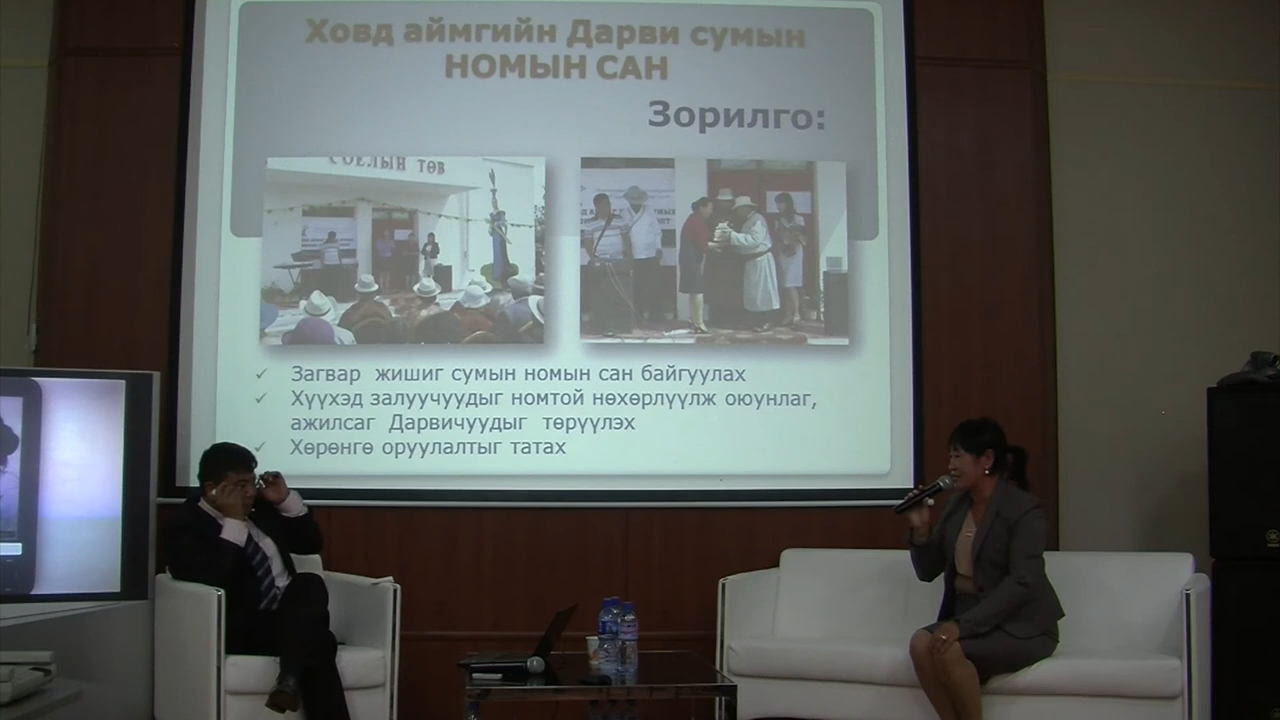 Ховд аймгийн Дарви сумын
НОМЫН САН
Зорилго:
СОЕЛЫН ТӨВ
Загвар жишиг сумын номын сан байгуулах
Хүүхэд залуучуудыг номтой нөхөрлүүлж оюунлаг,
ажилсаг Дарвичуудыг төрүүлэх
Хөрөнгө оруулалтыг татах